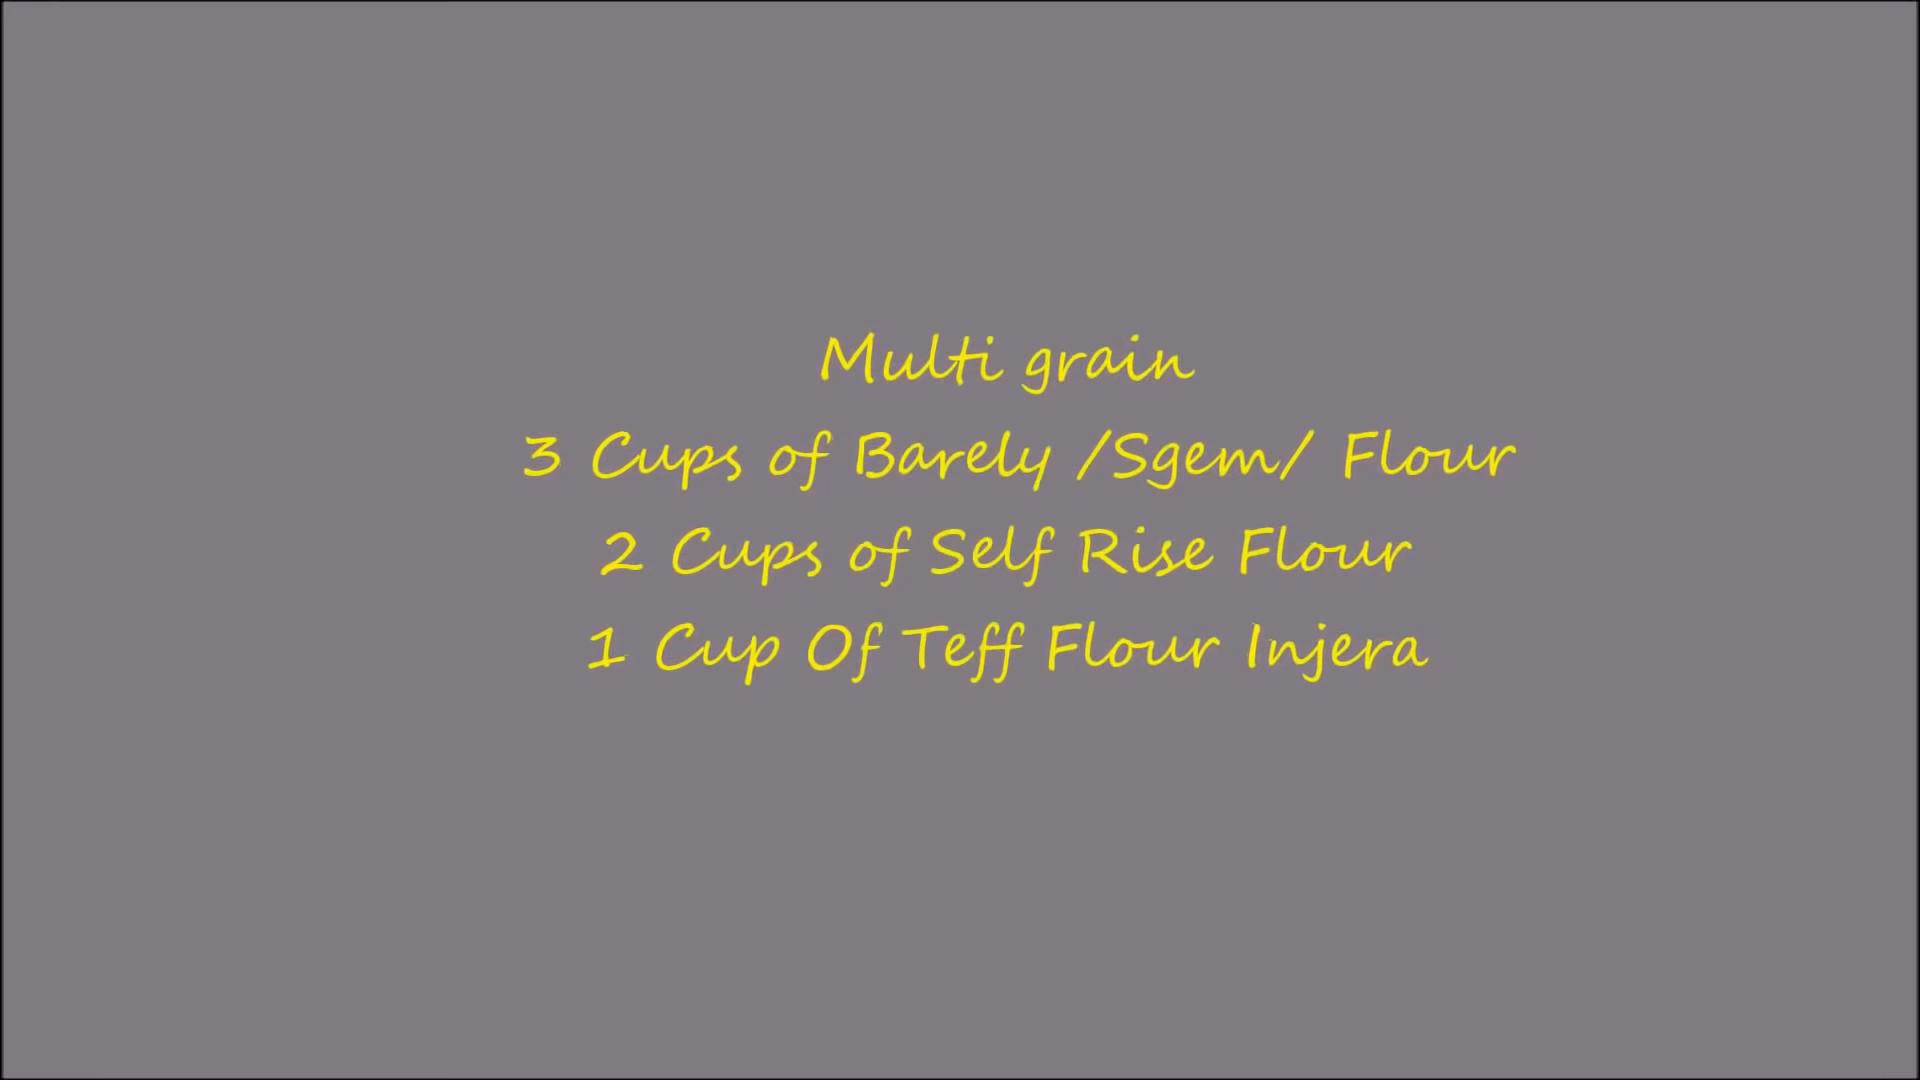 Multi grain
3 Cups of Barely /Sgem/ Flour
2 Cups of Self Rise Flour
1 Cup Of Teff Flour Injera